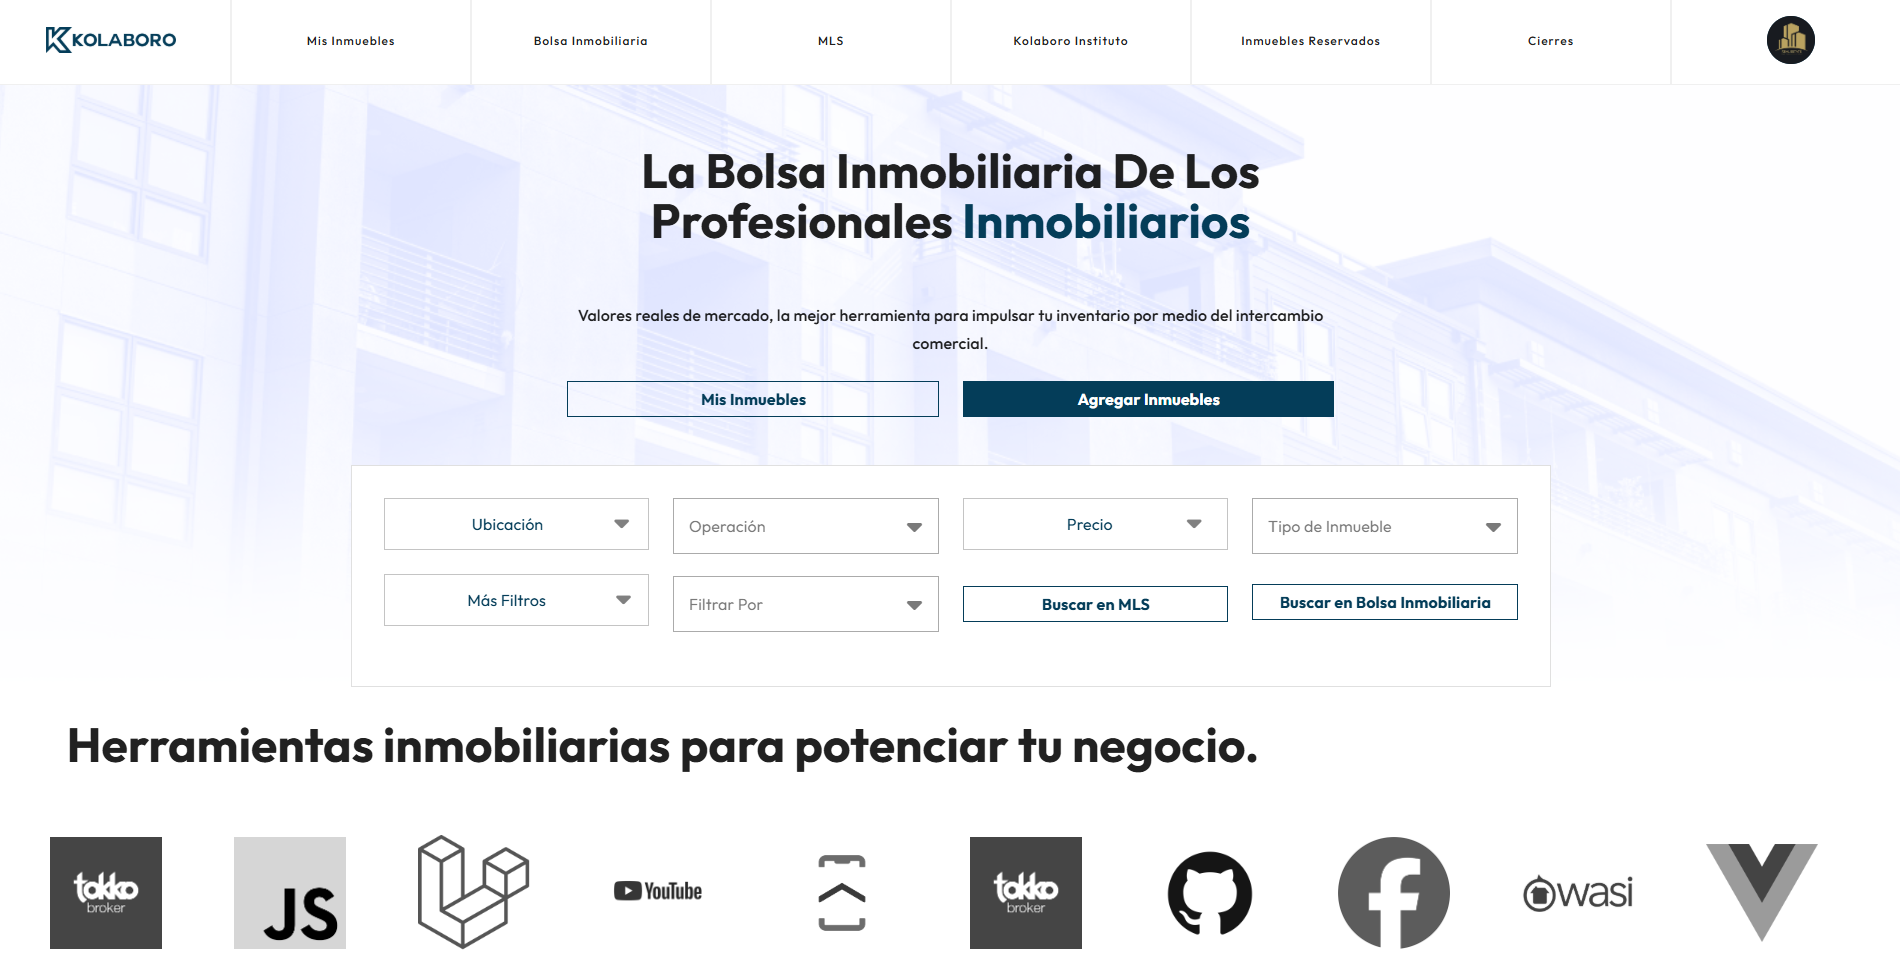 KOLABORO
Mis Inmuebles
Bolsa Inmobiliaria
MLS
Kolaboro Instituto
Inmuebles Reservados
Cierres
La Bolsa Inmobiliaria De Los
Profesionales Inmobiliarios
Valores reales de mercado, la mejor herramienta para impulsar tu inventario por medio del intercambio
comercial.
Mis Inmuebles
Agregar Inmuebles
Ubicación
Operación
Precio
Tipo de Inmueble
Más Filtros
Filtrar Por
Buscar en MLS
Buscar en Bolsa Inmobiliaria
Herramientas inmobiliarias para potenciar tu negocio.
tokko
broker
JS
YouTube
tokko
broker
wasi